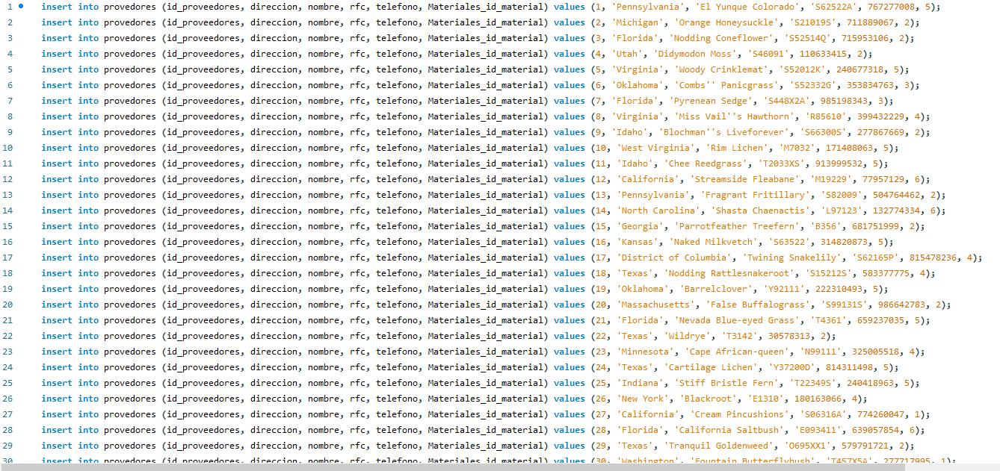 1 insert into provedores (id_proveedores, direccion, nombre, rfc, telefono, Materiales_id_material) values (1, 'Pennsylvania', 'El Yunque Colorado', 'S62522A', 767277008, 5);
2 insert into provedores (id_proveedores, direccion, nombre, rfc, telefono, Materiales_id_material) values (2, 'Michigan', 'Orange Honeysuckle', 'S21019S', 711889067, 2);
3 insert into provedores (id_proveedores, direccion, nombre, rfc, telefono, Materiales_id_material) values (3, 'Florida', 'Nodding Coneflower', 'S52514Q', 715953106, 2);
4 insert into provedores (id_proveedores, direccion, nombre, rfc, telefono, Materiales_id_material) values (4, 'Utah', 'Didymodon Moss', 'S46091', 110633415, 2);
5 insert into provedores (id_proveedores, direccion, nombre, rfc, telefono, Materiales_id_material) values (5, 'Virginia', 'Woody Crinklemat', 'S52012K', 240677318, 5);
6 insert into provedores (id_proveedores, direccion, nombre, rfc, telefono, Materiales_id_material) values (6, 'Oklahoma', 'Combs'' Panicgrass', 'S52332G', 353834763, 3);
7 insert into provedores (id_proveedores, direccion, nombre, rfc, telefono, Materiales_id_material) values (7, 'Florida', 'Pyrenean Sedge', 'S448X2A', 985198343, 3);
8 insert into provedores (id_proveedores, direccion, nombre, rfc, telefono, Materiales_id_material) values (8, 'Virginia', 'Miss Vail''s Hawthorn', 'R85610', 399432229, 4);
9 insert into provedores (id_proveedores, direccion, nombre, rfc, telefono, Materiales_id_material) values (9, 'Idaho', 'Blochman''s Liveforever', 'S66300S', 277867669, 2);
10 insert into provedores (id_proveedores, direccion, nombre, rfc, telefono, Materiales_id_material) values (10, 'West Virginia', 'Rim Lichen', 'M7032', 171408063, 5);
11 insert into provedores (id_proveedores, direccion, nombre, rfc, telefono, Materiales_id_material) values (11, 'Idaho', 'Chee Reedgrass', 'T2033XS', 913999532, 5);
12 insert into provedores (id_proveedores, direccion, nombre, rfc, telefono, Materiales_id_material) values (12, 'California', 'Streamside Fleabane', 'M19229', 77957129, 6);
13 insert into provedores (id_proveedores, direccion, nombre, rfc, telefono, Materiales_id_material) values (13, 'Pennsylvania', 'Fragrant Fritillary', 'S82009', 504764462, 2);
14 insert into provedores (id_proveedores, direccion, nombre, rfc, telefono, Materiales_id_material) values (14, 'North Carolina', 'Shasta Chaenactis', 'L97123', 132774334, 6);
15 insert into provedores (id_proveedores, direccion, nombre, rfc, telefono, Materiales_id_material) values (15, 'Georgia', 'Parrotfeather Treefern', 'B356', 681751999, 2);
16 insert into provedores (id_proveedores, direccion, nombre, rfc, telefono, Materiales_id_material) values (16, 'Kansas', 'Naked Milkvetch', 'S63522', 314820873, 5);
17 insert into provedores (id_proveedores, direccion, nombre, rfc, telefono, Materiales_id_material) values (17, 'District of Columbia', 'Twining Snakelily', 'S62165P', 815478236, 4);
18 insert into provedores (id_proveedores, direccion, nombre, rfc, telefono, Materiales_id_material) values (18, 'Texas', 'Nodding Rattlesnakeroot', 'S15212S', 583377775, 4);
19 insert into provedores (id_proveedores, direccion, nombre, rfc, telefono, Materiales_id_material) values (19, 'Oklahoma', 'Barrelclover', 'Y92111', 222310493, 5);
20 insert into provedores (id_proveedores, direccion, nombre, rfc, telefono, Materiales_id_material) values (20, 'Massachusetts', 'False Buffalograss', 'S99131S', 986642783, 2);
21 insert into provedores (id_proveedores, direccion, nombre, rfc, telefono, Materiales_id_material) values (21, 'Florida', 'Nevada Blue-eyed Grass', 'T4361', 659237035, 5);
22 insert into provedores (id_proveedores, direccion, nombre, rfc, telefono, Materiales_id_material) values (22, 'Texas', 'Wildrye', 'T3142', 30578313, 2);
23 insert into provedores (id_proveedores, direccion, nombre, rfc, telefono, Materiales_id_material) values (23, 'Minnesota', 'Cape African-queen', 'N99111', 325005518, 4);
24 insert into provedores (id_proveedores, direccion, nombre, rfc, telefono, Materiales_id_material) values (24, 'Texas', 'Cartilage Lichen', 'Y37200D', 814311498, 5);
25 insert into provedores (id_proveedores, direccion, nombre, rfc, telefono, Materiales_id_material) values (25, 'Indiana', 'Stiff Bristle Fern', 'T22349S', 240418963, 5);
26 insert into provedores (id_proveedores, direccion, nombre, rfc, telefono, Materiales_id_material) values (26, 'New York', 'Blackroot', 'E1310', 180163066, 4);
27 insert into provedores (id_proveedores, direccion, nombre, rfc, telefono, Materiales_id_material) values (27, 'California', 'Cream Pincushions', 'S06316A', 774260047, 1);
28 insert into provedores (id_proveedores, direccion, nombre, rfc, telefono, Materiales_id_material) values (28, 'Florida', 'California Saltbush', 'E093411', 639057854, 6);
29 insert into provedores (id_proveedores, direccion, nombre, rfc, telefono, Materiales_id_material) values (29, 'Texas', 'Tranquil Goldenweed', 'O695XX1', 579791721, 2);
30 insert into provedores (id_proveedores, direccion, nombre, rfc, telefono, Materiales_id_material) values (30, 'Washington', 'Fountain Butterflybush', 'T457X5A', 277717995, 1);